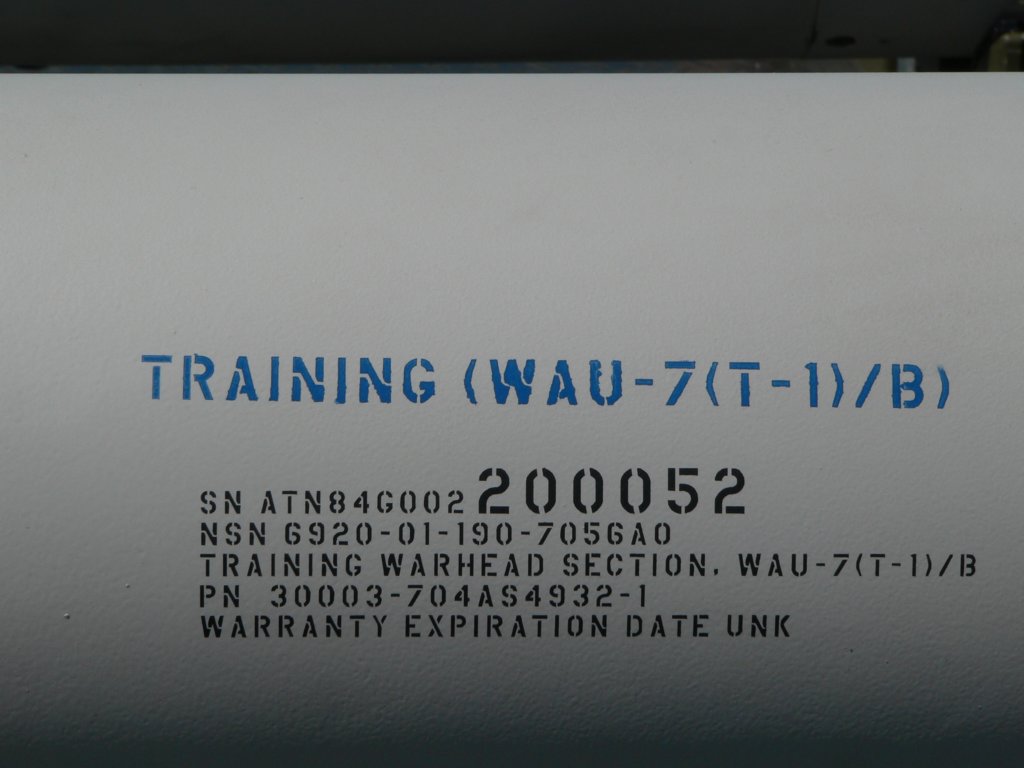 TRAINING (WAU-7(T-1)/B)
SN ATN84G002 200052
NSN 6920-01-190-7056AO
TRAINING WARHEAD SECTION, WAU-7(T-1)/B
PN 30003-704AS4932-1
WARRANTY EXPIRATION DATE UNK